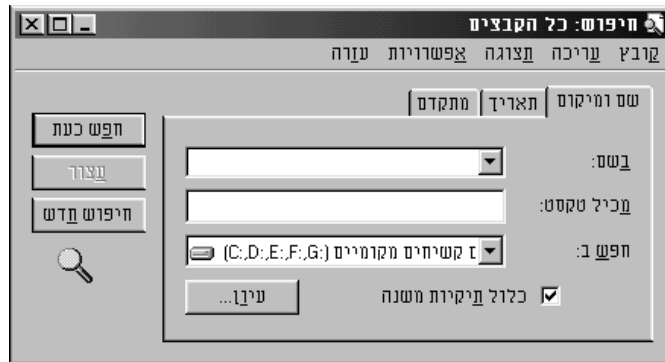 חיפוש: כל הקבצים
קובץ עריכה תצוגה אפשרויות עזרה
שם ומיקום תאריך מתקדם
בשם:
מכיל טקסט:
חפש ב: ז קשיחים מקומיים (C:,D:,E:,F:,G:)
כלול תיקיות משנה עיון...
חפש כעת
עצור
חיפוש חדש